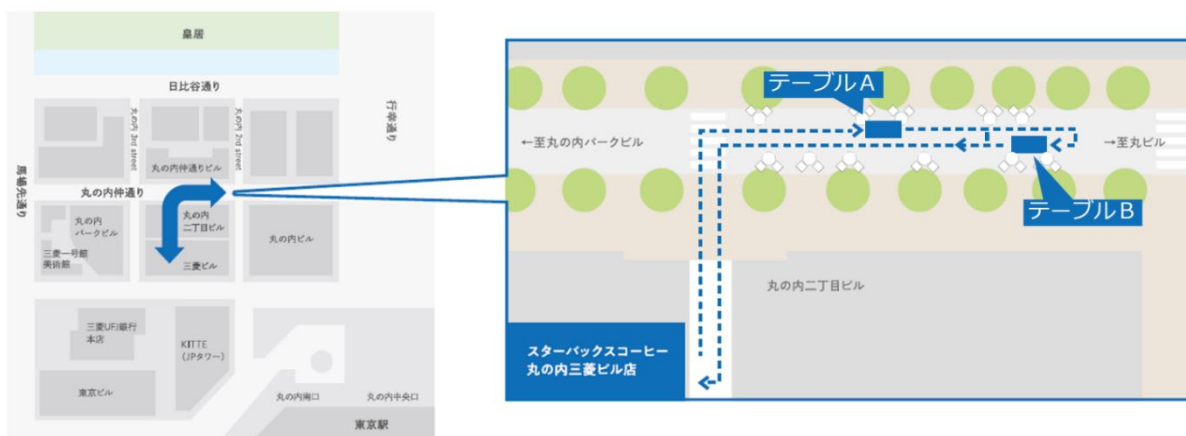 皇居
日比谷通り
丸の内 3rd street
丸の内 2nd street
行幸通り
丸の内仲通りビル
馬場先通り
丸の内仲通り
丸の内
パークビル
三菱一号館
美術館
丸の内
二丁目ビル
三菱ビル
丸の内ビル
三菱UFJ銀行
本店
KITTE
(JPタワー)
東京ビル
丸の内南口
丸の内中央口
東京駅
テーブルA
←至丸の内パークビル
→至丸ビル
テーブルB
丸の内二丁目ビル
スターバックスコーヒー
丸の内三菱ビル店